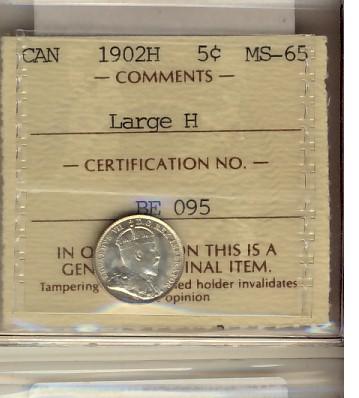 CAN 1902H 5¢ MS-65
— COMMENTS —
Large H
— CERTIFICATION NO. —
BE 095
IN O ON THIS IS A
GEN INAL ITEM.
Tampering ed holder invalidates
opinion